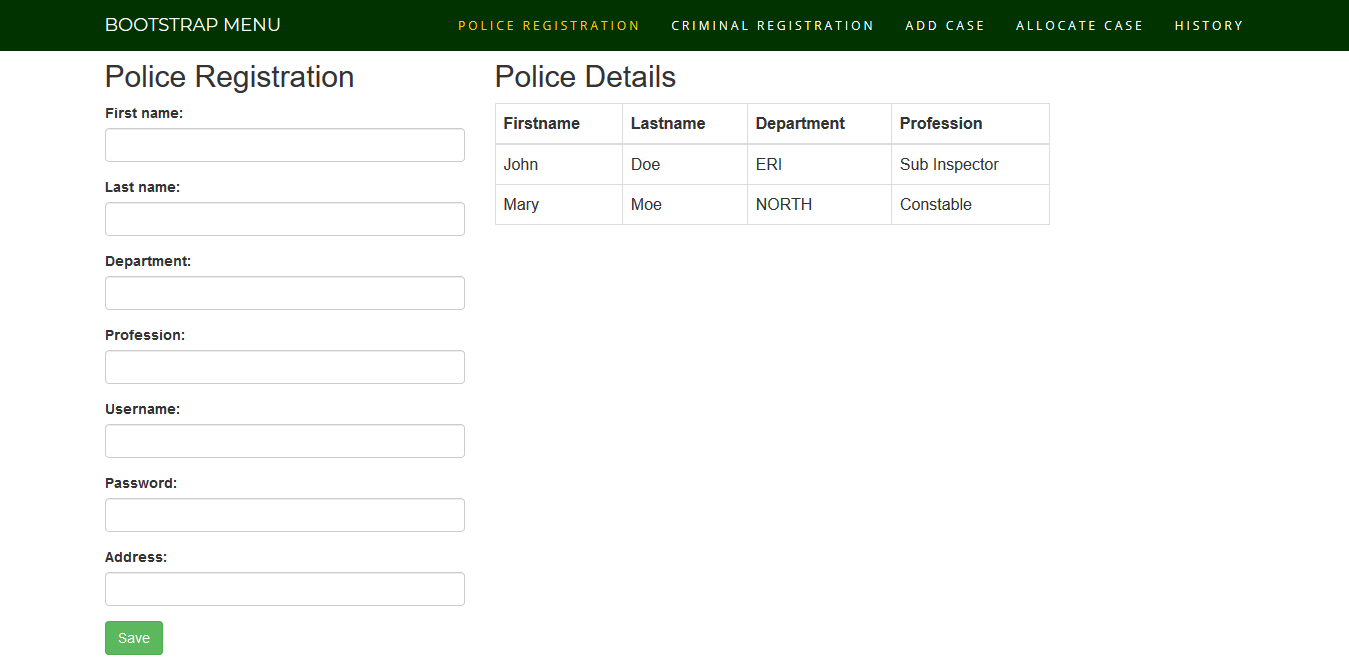 BOOTSTRAP MENU POLICE REGISTRATION CRIMINAL REGISTRATION ADD CASE ALLOCATE CASE HISTORY
Police Registration
First name:
Last name:
Department:
Profession:
Username:
Password:
Address:
Save
Police Details
Firstname Lastname Department Profession
John Doe ERI Sub Inspector
Mary Moe NORTH Constable